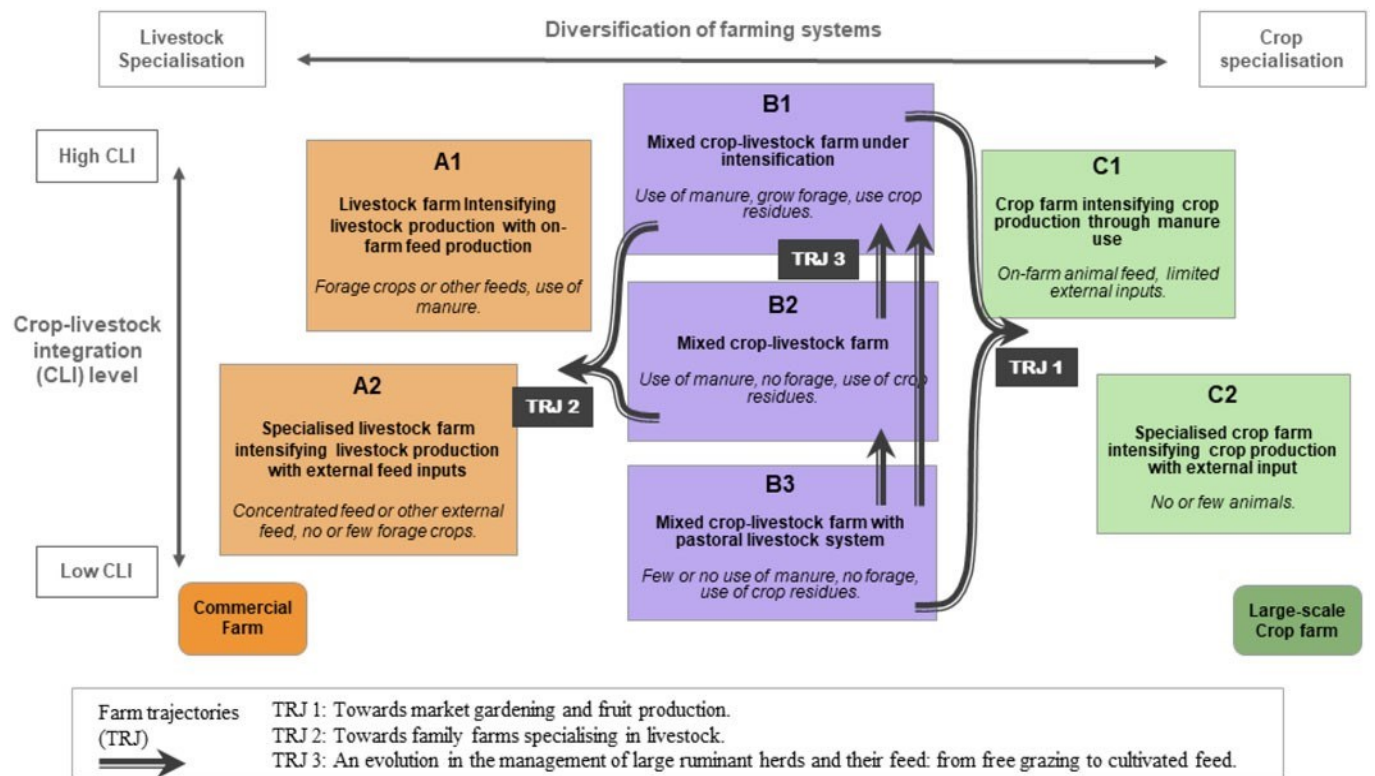 Livestock
Specialisation
Diversification of farming systems
Crop
specialisation
High CLI
Crop-livestock
integration
(CLI) level
Low CLI
A1
Livestock farm Intensifying
livestock production with on-
farm feed production
Forage crops or other feeds, use of
manure.
A2
Specialised livestock farm
intensifying livestock production
with external feed inputs
Concentrated feed or other external
feed, no or few forage crops.
Commercial
Farm
B1
Mixed crop-livestock farm under
intensification
Use of manure, grow forage, use crop
residues.
TRJ 3
B2
Mixed crop-livestock farm
Use of manure, no forage, use of crop
residues.
TRJ 2
B3
Mixed crop-livestock farm with
pastoral livestock system
Few or no use of manure, no forage,
use of crop residues.
C1
Crop farm intensifying crop
production through manure
use
On-farm animal feed, limited
external inputs.
TRJ 1
C2
Specialised crop farm
intensifying crop production
with external input
No or few animals.
Large-scale
Crop farm
Farm trajectories
(TRJ)
TRJ 1: Towards market gardening and fruit production.
TRJ 2: Towards family farms specialising in livestock.
TRJ 3: An evolution in the management of large ruminant herds and their feed: from free grazing to cultivated feed.